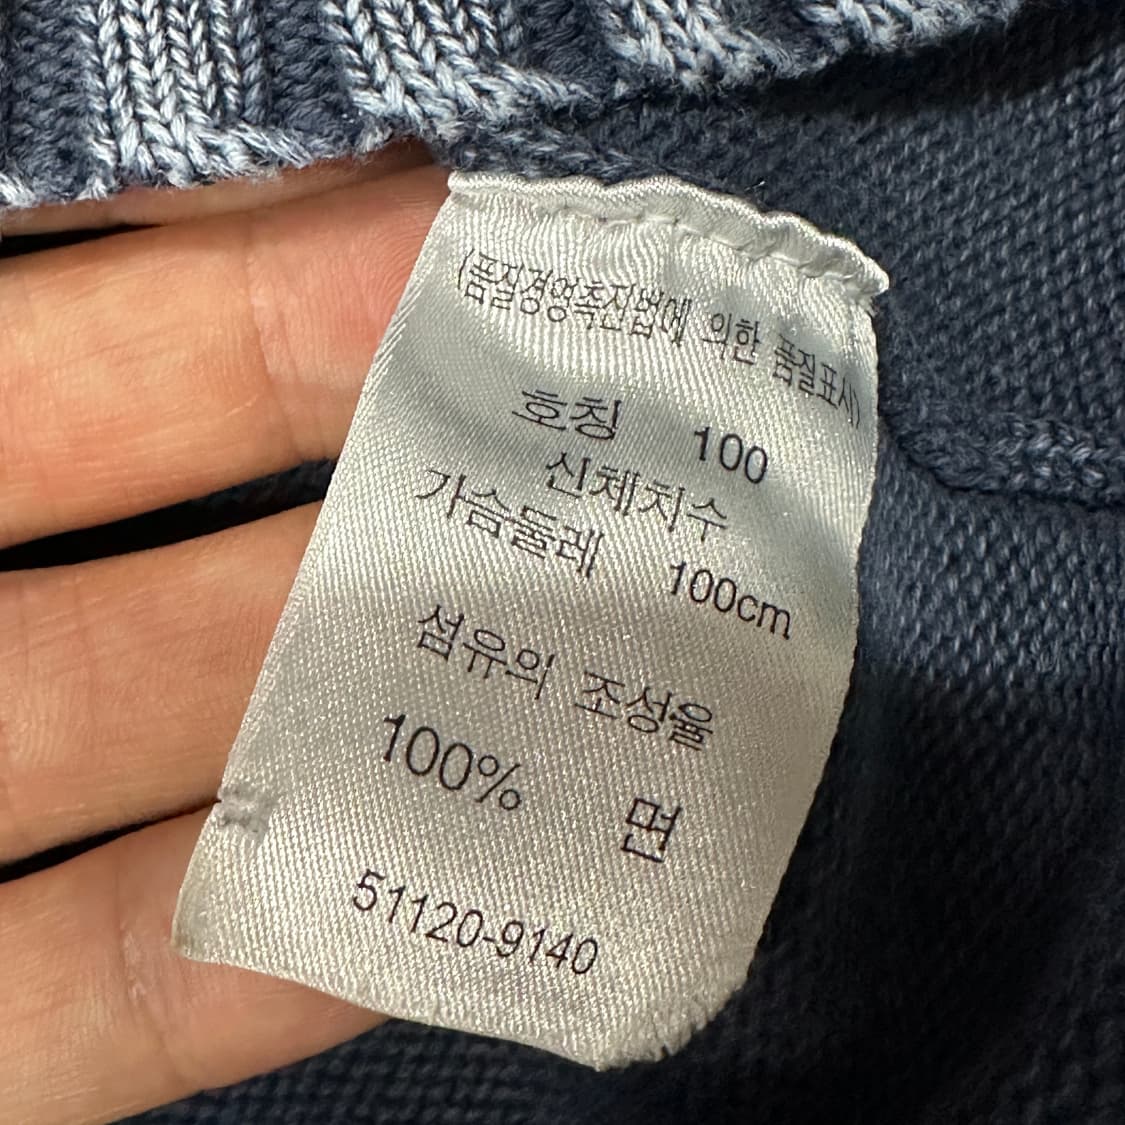 (품질경영촉진법에 의한 품질표시)
호칭 100
신체치수
가슴둘레 100cm
섬유의 조성율
100% 면
51120-9140